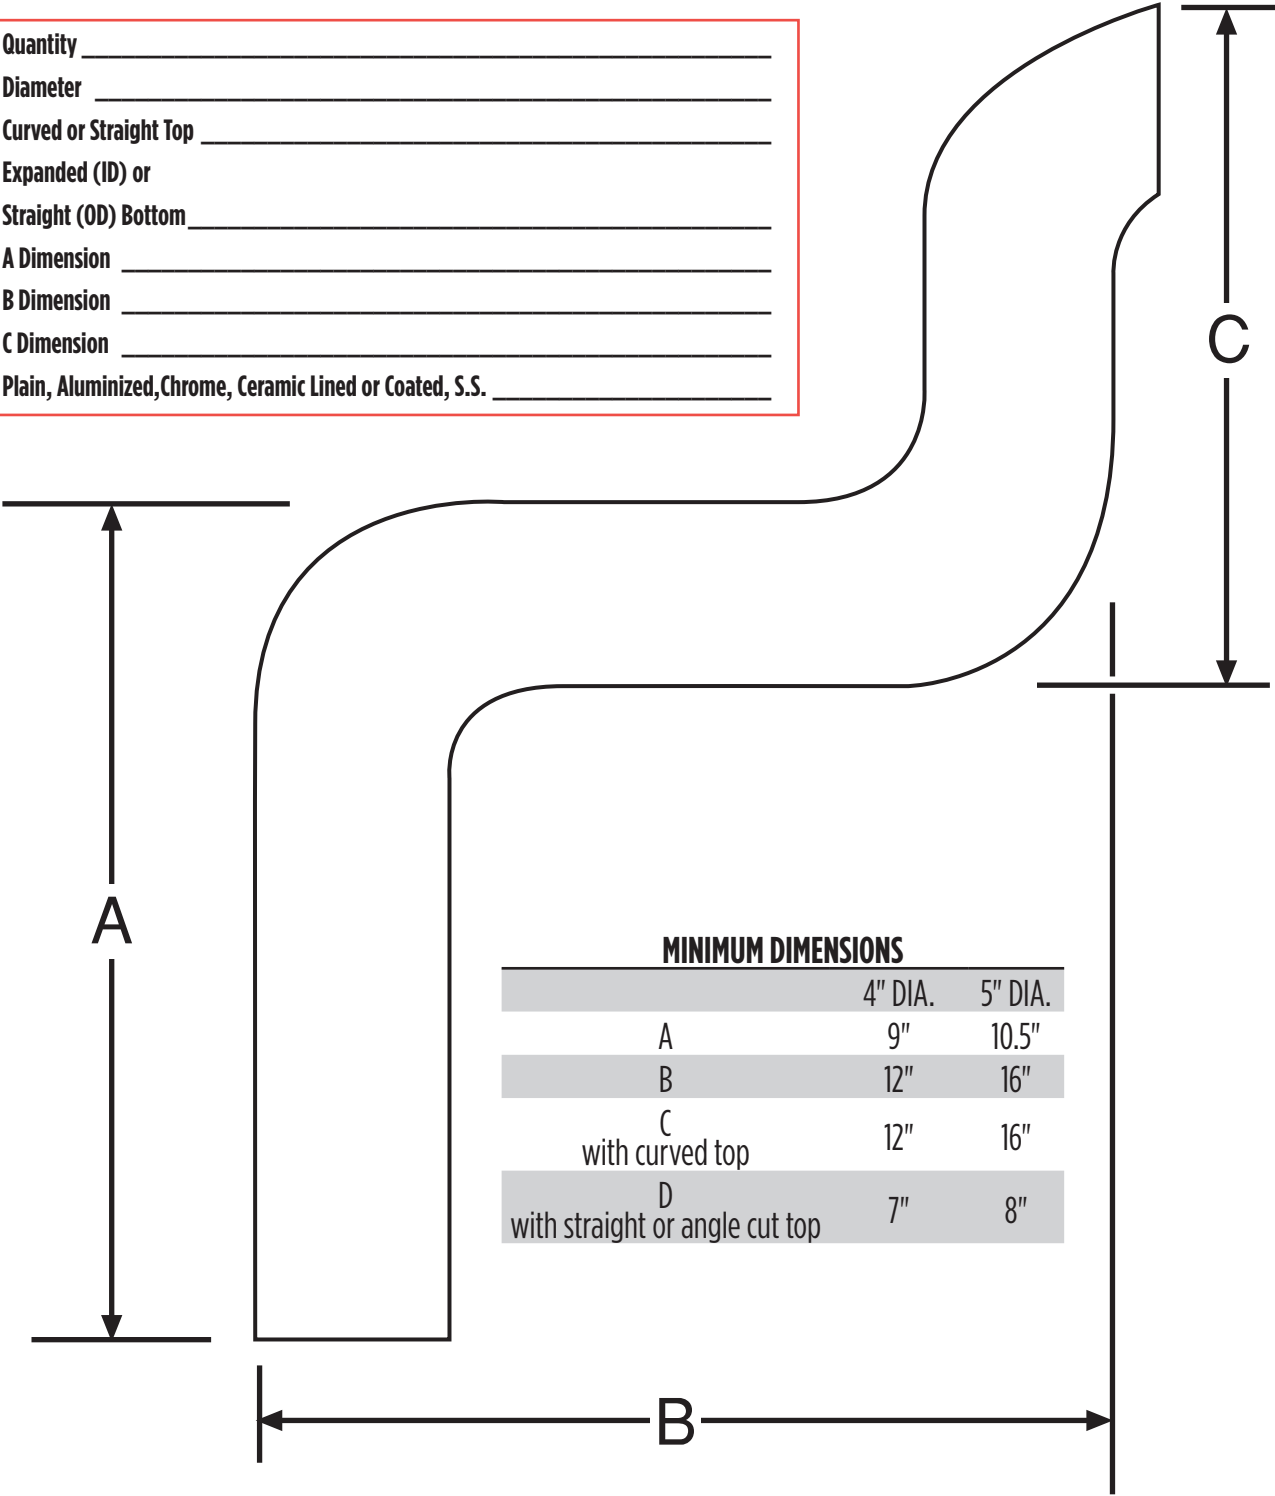 Quantity
Diameter
Curved or Straight Top
Expanded (ID) or
Straight (OD) Bottom
A Dimension
B Dimension
C Dimension
Plain, Aluminized,Chrome, Ceramic Lined or Coated, S.S.
C
A
MINIMUM DIMENSIONS
4" DIA. 5" DIA.
A 9" 10.5"
B 12" 16"
C
with curved top 12" 16"
D
with straight or angle cut top 7" 8"
B